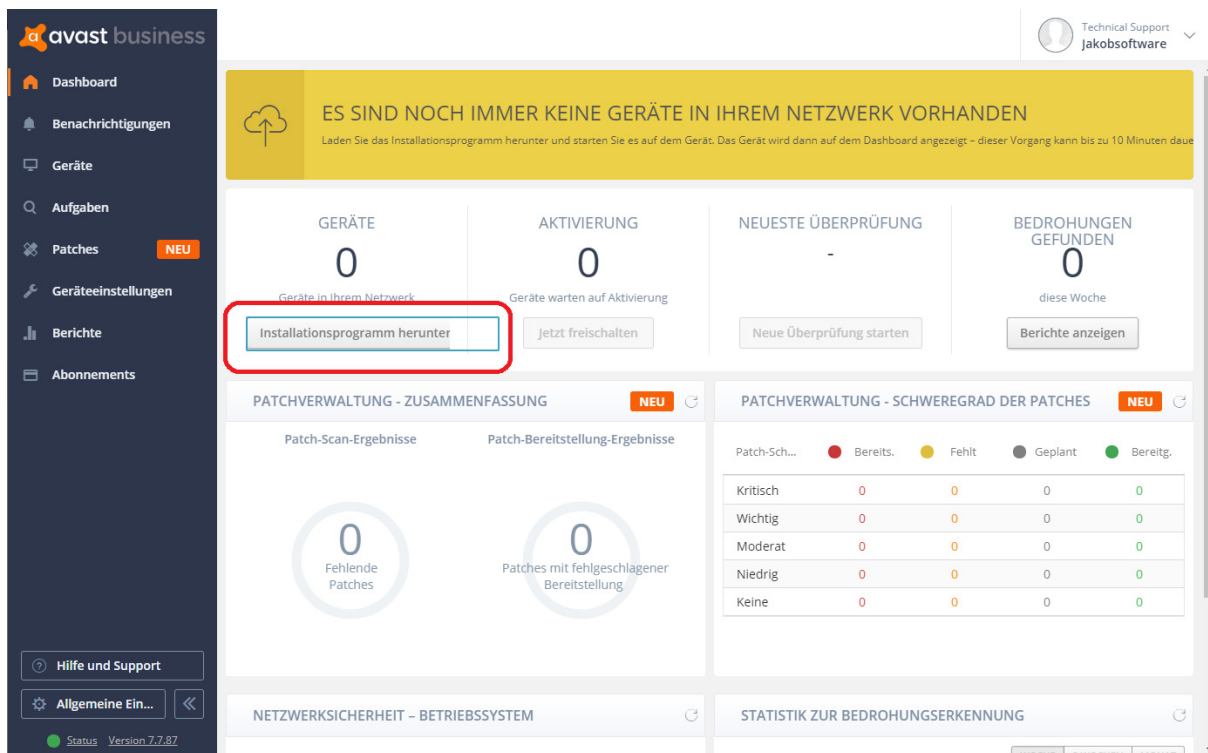 avast business
Technical Support
Jakobsoftware
Dashboard
Benachrichtigungen
Geräte
Aufgaben
Patches
NEU
Geräteeinstellungen
Berichte
Abonnements
ES SIND NOCH IMMER KEINE GERÄTE IN IHREM NETZWERK VORHANDEN
Laden Sie das Installationsprogramm herunter und starten Sie es auf dem Gerät. Das Gerät wird dann auf dem Dashboard angezeigt – dieser Vorgang kann bis zu 10 Minuten daue
GERÄTE
0
Geräte in Ihrem Netzwerk
Installationsprogramm herunter
AKTIVIERUNG
0
Geräte warten auf Aktivierung
Jetzt freischalten
NEUESTE ÜBERPRÜFUNG
-
Neue Überprüfung starten
BEDROHUNGEN
GEFUNDEN
0
diese Woche
Berichte anzeigen
PATCHVERWALTUNG - ZUSAMMENFASSUNG
NEU
Patch-Scan-Ergebnisse
Patch-Bereitstellung-Ergebnisse
0
Fehlende
Patches
0
Patches mit fehlgeschlagener
Bereitstellung
PATCHVERWALTUNG - SCHWEREGRAD DER PATCHES
NEU
Patch-Sch... Bereits. Fehlt Geplant Bereitg.
Kritisch 0 0 0 0
Wichtig 0 0 0 0
Moderat 0 0 0 0
Niedrig 0 0 0 0
Keine 0 0 0 0
NETZWERKSICHERHEIT – BETRIEBSSYSTEM
STATISTIK ZUR BEDROHUNGSERKENNUNG
Hilfe und Support
Allgemeine Ein...
Status Version 7.7.87